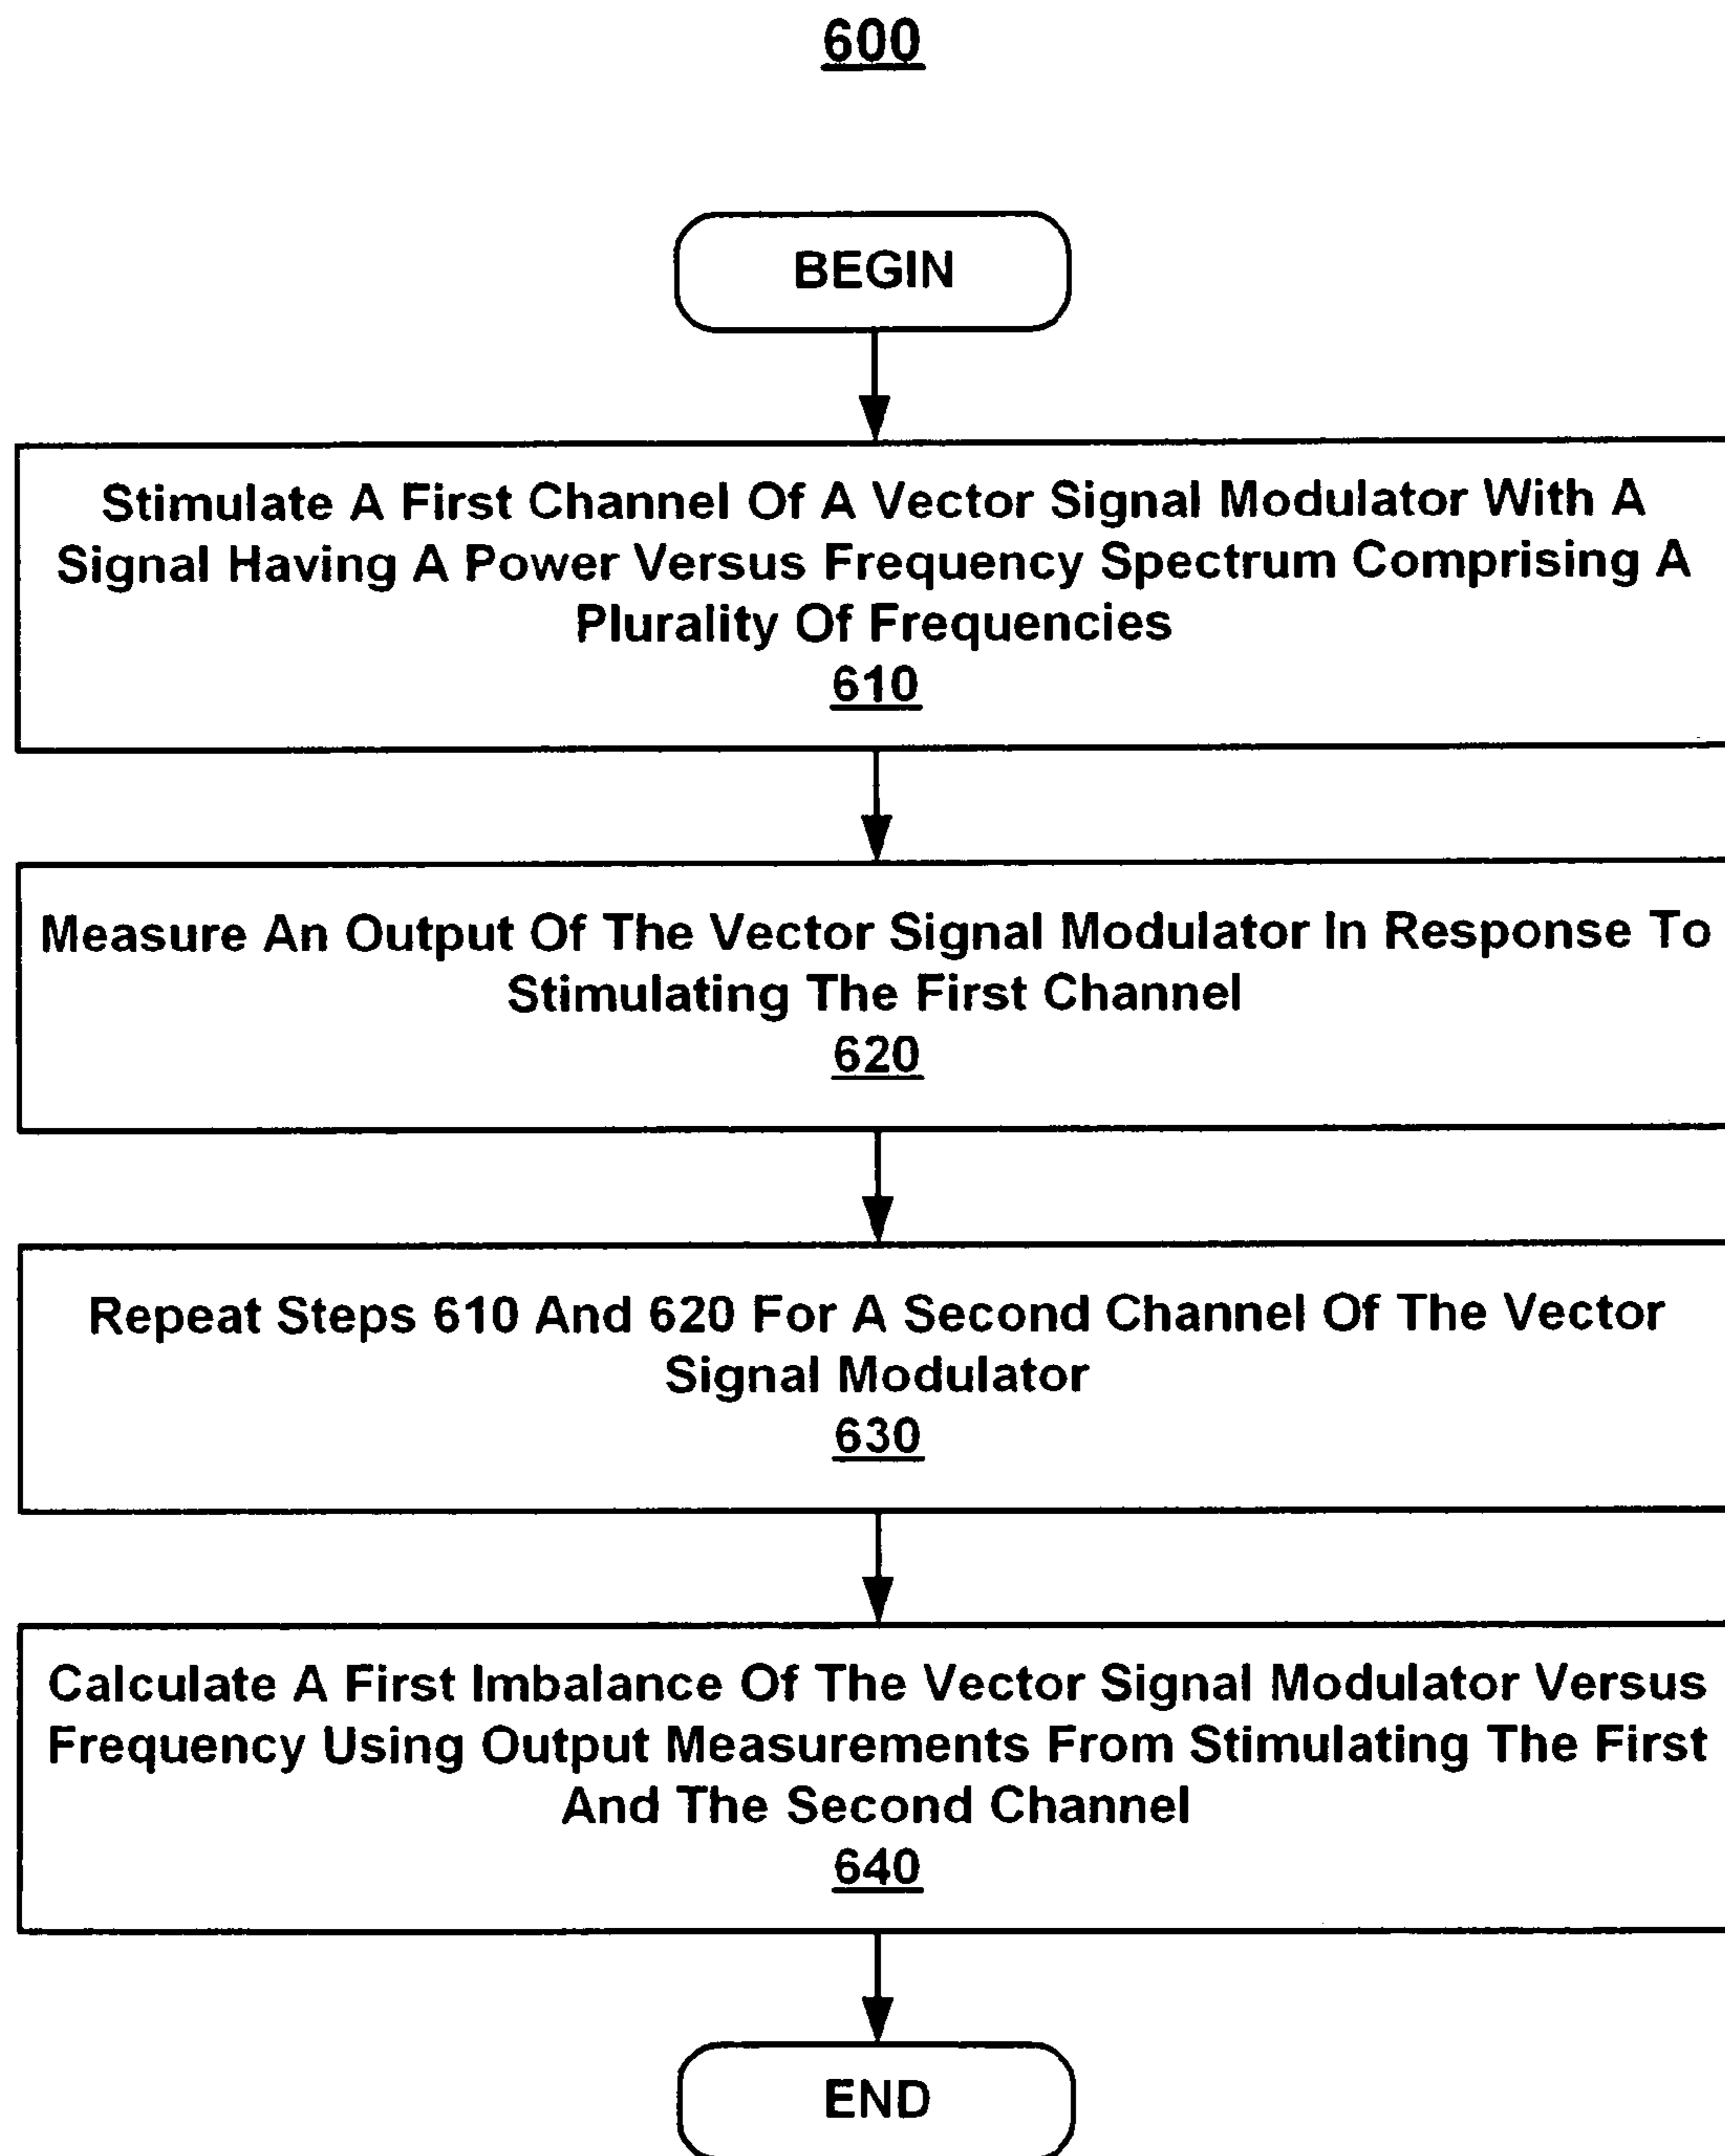 600
BEGIN
Stimulate A First Channel Of A Vector Signal Modulator With A
Signal Having A Power Versus Frequency Spectrum Comprising A
Plurality Of Frequencies
610
Measure An Output Of The Vector Signal Modulator In Response To
Stimulating The First Channel
620
Repeat Steps 610 And 620 For A Second Channel Of The Vector
Signal Modulator
630
Calculate A First Imbalance Of The Vector Signal Modulator Versus
Frequency Using Output Measurements From Stimulating The First
And The Second Channel
640
END